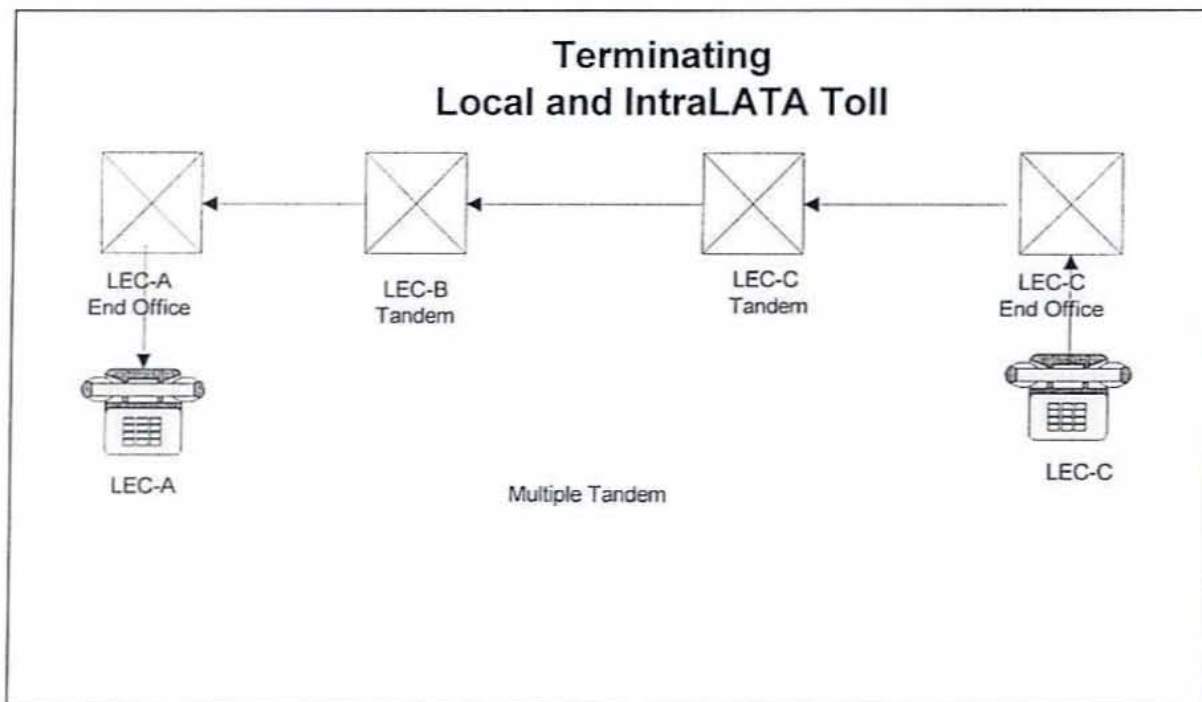 Terminating
Local and IntraLATA Toll
LEC-A
End Office
LEC-B
Tandem
LEC-C
Tandem
LEC-C
End Office
LEC-A
Multiple Tandem
LEC-C